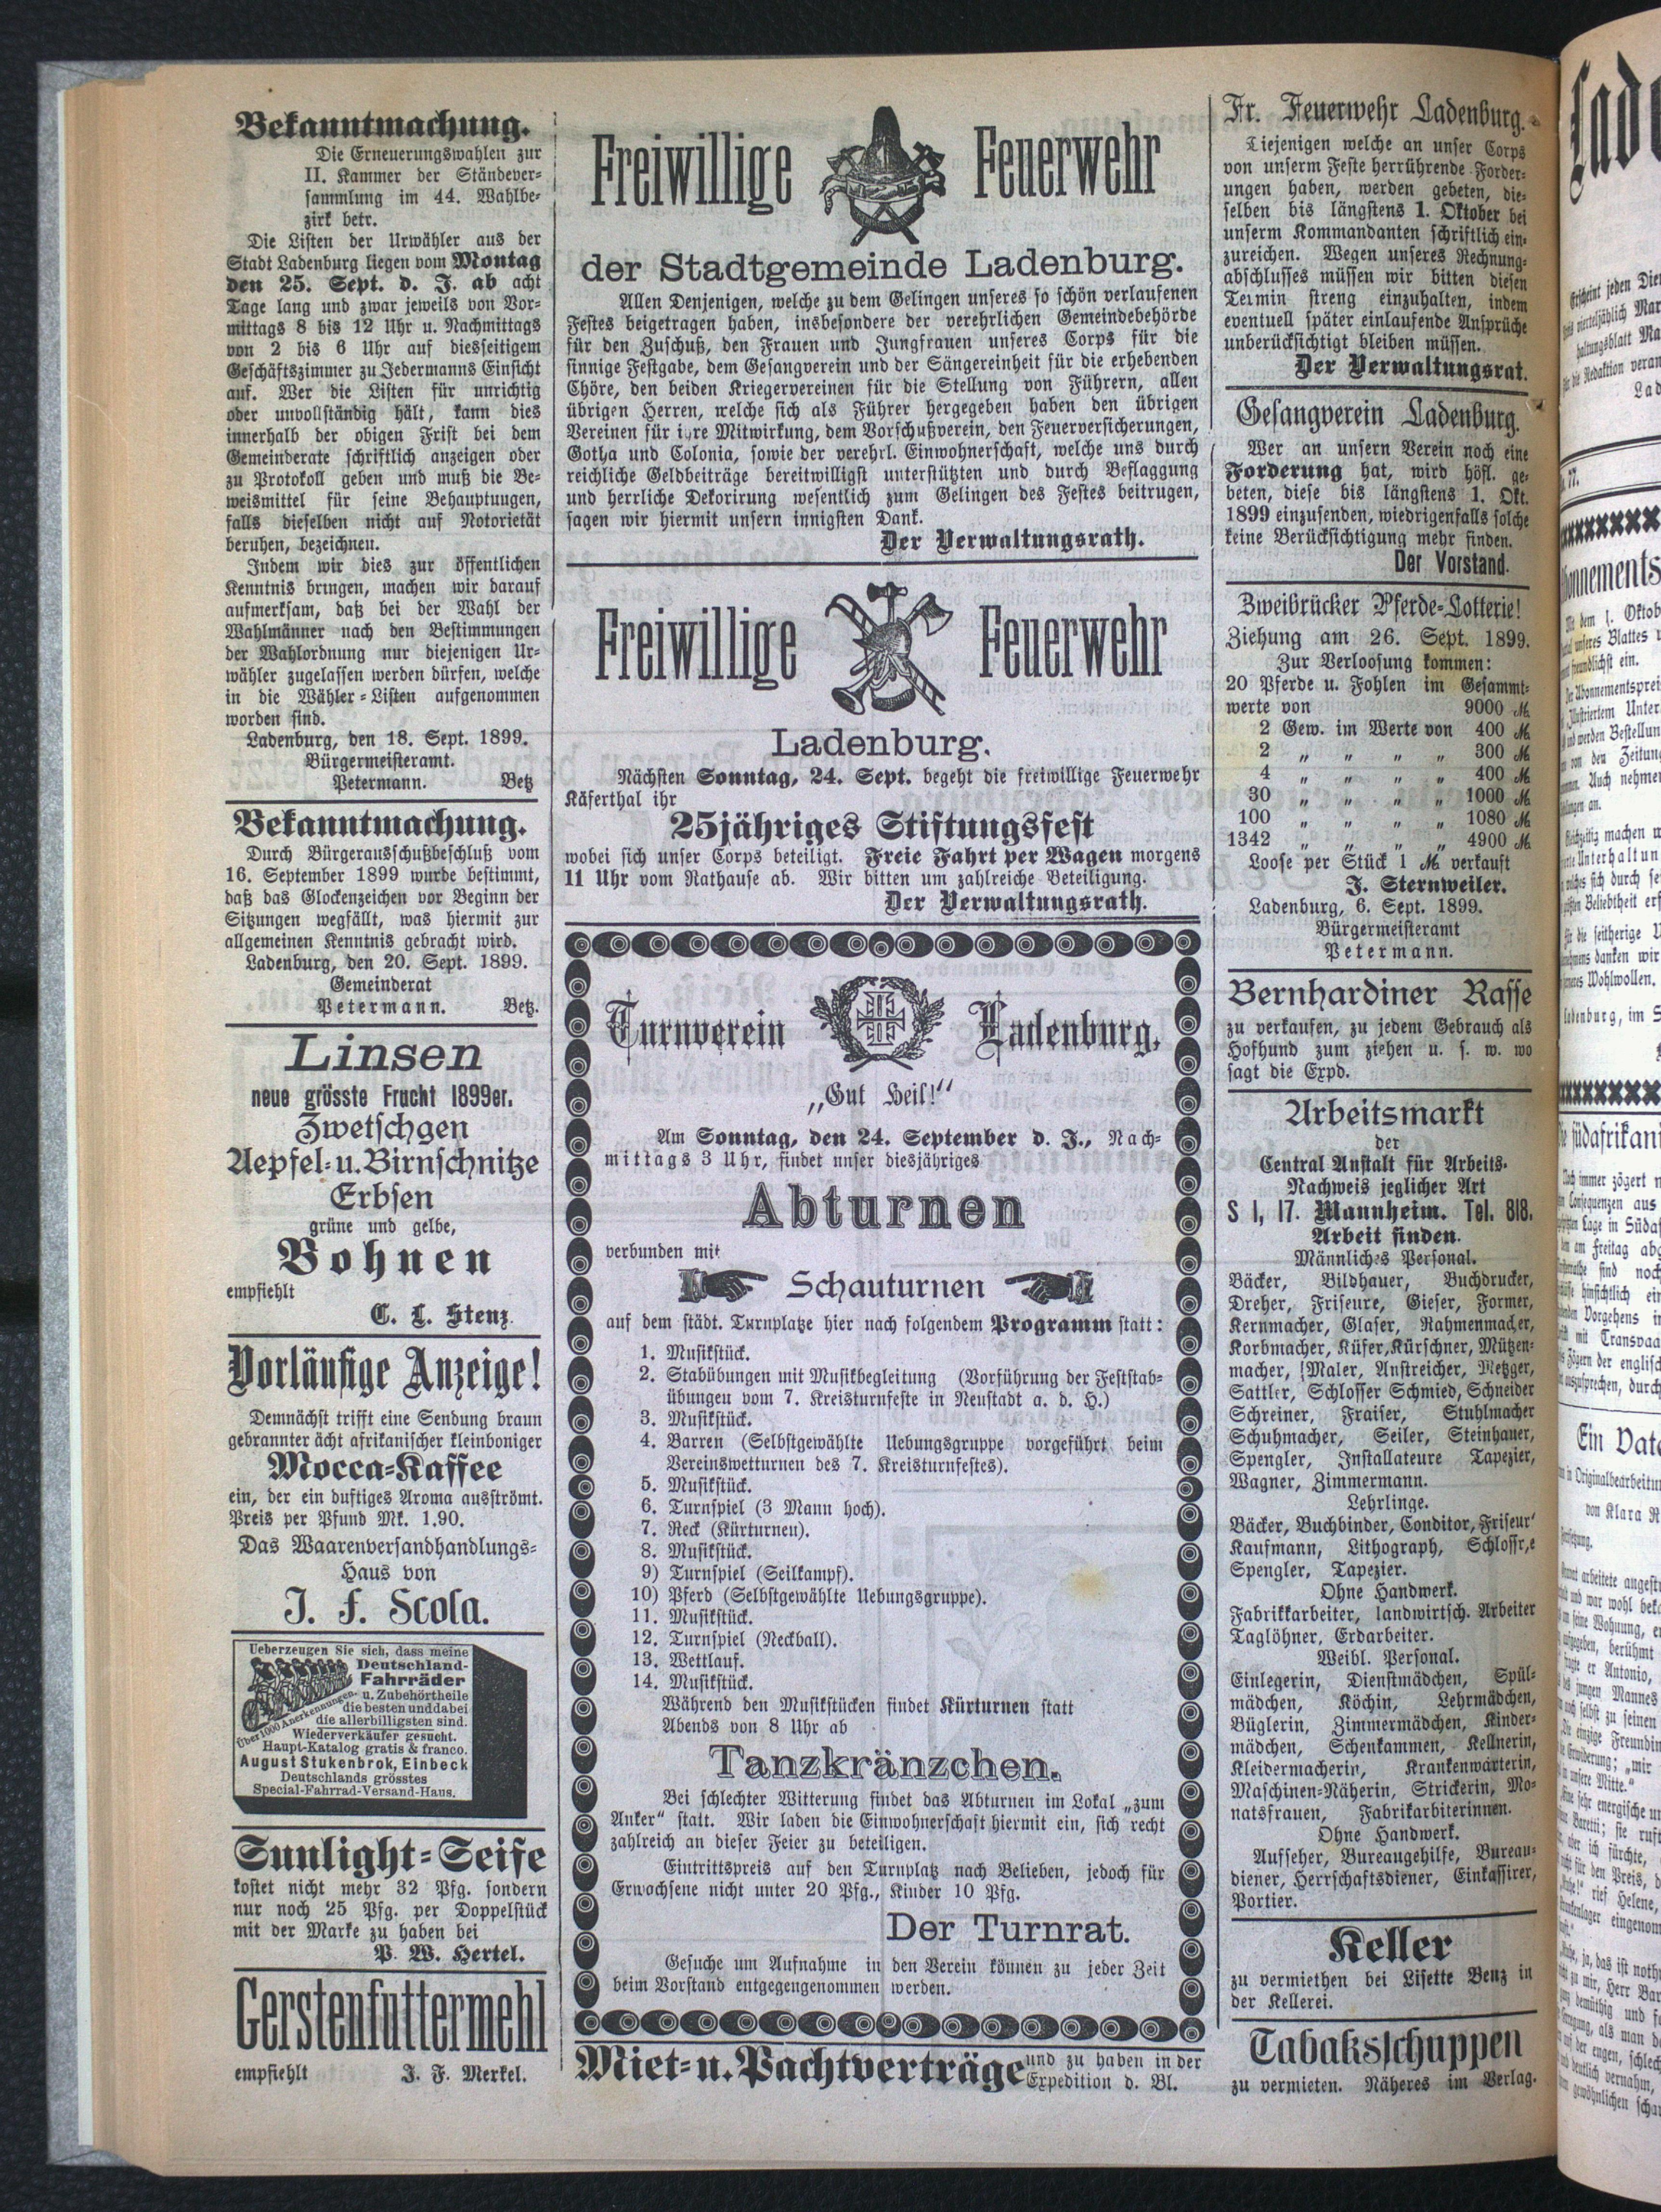 Bekanntmachung.
Die Erneuerungswahlen zur
II. Kammer der Ständever-
sammlung im 44. Wahlbe-
zirk betr.
Die Listen der Urwähler aus der
Stadt Ladenburg liegen vom Montag
den 25. Sept. d. J. ab acht
Tage lang und zwar jeweils von Vor-
mittags 8 bis 12 Uhr u. Nachmittags
von 2 bis 6 Uhr auf diesseitigem
Geschäftszimmer zu Jedermanns Einsicht
auf. Wer die Listen für unrichtig
oder unvollständig hält, kann dies
innerhalb der obigen Frist bei dem
Gemeinderate schriftlich anzeigen oder
zu Protokoll geben und muß die Be-
weismittel für seine Behauptungen,
falls dieselben nicht auf Notorietät
beruhen, bezeichnen.
Indem wir dies zur öffentlichen
Kenntnis bringen, machen wir darauf
aufmerksam, daß bei der Wahl der
Wahlmänner nach den Bestimmungen
der Wahlordnung nur diejenigen Ur-
wähler zugelassen werden dürfen, welche
in die Wähler-Listen aufgenommen
worden sind.
Ladenburg, den 18. Sept. 1899.
Bürgermeisteramt.
Petermann. Betz
Bekanntmachung.
Durch Bürgerausschußbeschluß vom
16. September 1899 wurde bestimmt,
daß das Glockenzeichen vor Beginn der
Sitzungen wegfällt, was hiermit zur
allgemeinen Kenntnis gebracht wird.
Ladenburg, den 20. Sept. 1899.
Gemeinderat
Petermann. Betz.
Linsen
neue grösste Frucht 1899er.
Zwetschgen
Aepfel- u. Birnschnitze
Erbsen
grüne und gelbe,
Bohnen
empfiehlt
C. L. Stenz.
Vorläufige Anzeige!
Demnächst trifft eine Sendung braun
gebrannter ächt afrikanischer kleinboniger
Mocca-Kaffee
ein, der ein duftiges Aroma ausströmt.
Preis per Pfund Mk. 1.90.
Das Waarenversandhandlungs-
Haus von
J. F. Scola.
Ueberzeugen Sie sich, dass meine
Deutschland-
Fahrräder
u. Zubehörtheile
die besten und dabei
die allerbilligsten sind.
Über 1000 Anerkennungen.
Wiederverkäufer gesucht.
Haupt-Katalog gratis & franco.
August Stukenbrok, Einbeck
Deutschlands grösstes
Special-Fahrrad-Versand-Haus.
Sunlight-Seife
kostet nicht mehr 32 Pfg. sondern
nur noch 25 Pfg. per Doppelstück
mit der Marke zu haben bei
P. W. Hertel.
Gerstenfuttermehl
empfiehlt J. F. Merkel.
Freiwillige Feuerwehr
der Stadtgemeinde Ladenburg.
Allen Denjenigen, welche zu dem Gelingen unseres so schön verlaufenen
Festes beigetragen haben, insbesondere der verehrlichen Gemeindebehörde
für den Zuschuß, den Frauen und Jungfrauen unseres Corps für die
sinnige Festgabe, dem Gesangverein und der Sängereinheit für die erhebenden
Chöre, den beiden Kriegervereinen für die Stellung von Führern, allen
übrigen Herren, welche sich als Führer hergegeben haben den übrigen
Vereinen für ihre Mitwirkung, dem Vorschußverein, den Feuerversicherungen,
Gotha und Colonia, sowie der verehrl. Einwohnerschaft, welche uns durch
reichliche Geldbeiträge bereitwilligst unterstützten und durch Beflaggung
und herrliche Dekorirung wesentlich zum Gelingen des Festes beitrugen,
sagen wir hiermit unsern innigsten Dank.
Der Verwaltungsrath.
Freiwillige Feuerwehr
Ladenburg.
Nächsten Sonntag, 24. Sept. begeht die freiwillige Feuerwehr
Käferthal ihr
25jähriges Stiftungsfest
wobei sich unser Corps beteiligt. Freie Fahrt per Wagen morgens
11 Uhr vom Rathause ab. Wir bitten um zahlreiche Beteiligung.
Der Verwaltungsrath.
Turnverein Ladenburg.
„Gut Heil!“
Am Sonntag, den 24. September d. J., Nach-
mittags 3 Uhr, findet nnser diesjähriges
Abturnen
verbunden mit
Schauturnen
auf dem städt. Turnplatze hier nach folgendem Programm statt:
1. Musikstück.
2. Stabübungen mit Musikbegleitung (Vorführung der Feststab-
übungen vom 7. Kreisturnfeste in Neustadt a. d. H.)
3. Musikstück.
4. Barren (Selbstgewählte Uebungsgruppe vorgeführt beim
Vereinswetturnen des 7. Kreisturnfestes).
5. Musikstück.
6. Turnspiel (3 Mann hoch).
7. Reck (Kürturnen).
8. Musikstück.
9) Turnspiel (Seilkampf).
10) Pferd (Selbstgewählte Uebungsgruppe).
11. Musikstück.
12. Turnspiel (Neckball).
13. Wettlauf.
14. Musikstück.
Während den Musikstücken findet Kürturnen statt
Abends von 8 Uhr ab
Tanzkränzchen.
Bei schlechter Witterung findet das Abturnen im Lokal „zum
Anker“ statt. Wir laden die Einwohnerschaft hiermit ein, sich recht
zahlreich an dieser Feier zu beteiligen.
Eintrittspreis auf den Turnplatz nach Belieben, jedoch für
Erwachsene nicht unter 20 Pfg., Kinder 10 Pfg.
Der Turnrat.
Gesuche um Aufnahme in den Verein können zu jeder Zeit
beim Vorstand entgegengenommen werden.
Miet- u. Pachtverträge
und zu haben in der
Expedition d. Bl.
Fr. Feuerwehr Ladenburg.
Diejenigen welche an unser Corps
von unserm Feste herrührende Forder-
ungen haben, werden gebeten, die-
selben bis längstens 1. Oktober bei
unserm Kommandanten schriftlich ein-
zureichen. Wegen unseres Rechnung-
abschlusses müssen wir bitten diesen
Termin streng einzuhalten, indem
eventuell später einlaufende Ansprüche
unberücksichtigt bleiben müssen.
Der Verwaltungsrat.
Gesangverein Ladenburg.
Wer an unsern Verein noch eine
Forderung hat, wird höfl. ge-
beten, diese bis längstens 1. Okt.
1899 einzusenden, wiedrigenfalls solche
keine Berücksichtigung mehr finden.
Der Vorstand.
Zweibrücker Pferde-Lotterie!
Ziehung am 26. Sept. 1899.
Zur Verloosung kommen:
20 Pferde u. Fohlen im Gesammt-
werte von 9000 M
2 Gew. im Werte von 400 M
2 „ „ „ „ 300 M
4 „ „ „ „ 400 M
30 „ „ „ „ 1000 M
100 „ „ „ „ 1080 M
1342 „ „ „ „ 4900 M
Loose per Stück 1 M verkauft
J. Sternweiler.
Ladenburg, 6. Sept. 1899.
Bürgermeisteramt
Petermann.
Bernhardiner Rasse
zu verkaufen, zu jedem Gebrauch als
Hofhund zum ziehen u. s. w. wo
sagt die Expd.
Arbeitsmarkt
der
Central Anstalt für Arbeits-
Nachweis jeglicher Art
S 1, 17. Mannheim. Tel. 818.
Arbeit finden.
Männliches Personal.
Bäcker, Bildhauer, Buchdrucker,
Dreher, Friseure, Gieser, Former,
Kernmacher, Glaser, Rahmenmacher,
Korbmacher, Küfer, Kürschner, Mützen-
macher, Maler, Anstreicher, Metzger,
Sattler, Schlosser Schmied, Schneider
Schreiner, Fraiser, Stuhlmacher
Schuhmacher, Seiler, Steinhauer,
Spengler, Installateure Tapezier,
Wagner, Zimmermann.
Lehrlinge.
Bäcker, Buchbinder, Conditor, Friseur'
Kaufmann, Lithograph, Schlossr,e
Spengler, Tapezier.
Ohne Handwerk.
Fabrikkarbeiter, landwirtsch. Arbeiter
Taglöhner, Erdarbeiter.
Weibl. Personal.
Einlegerin, Dienstmädchen, Spül-
mädchen, Köchin, Lehrmädchen,
Büglerin, Zimmermädchen, Kinder-
mädchen, Schenkammen, Kellnerin,
Kleidermacherin, Krankenwärterin,
Maschinen-Näherin, Strickerin, Mo-
natsfrauen, Fabrikarbiterinnen.
Ohne Handwerk.
Aufseher, Bureaugehilfe, Bureau-
diener, Herrschaftsdiener, Einkassirer,
Portier.
Keller
zu vermiethen bei Lisette Benz in
der Kellerei.
Tabakschuppen
zu vermieten. Näheres im Verlag.